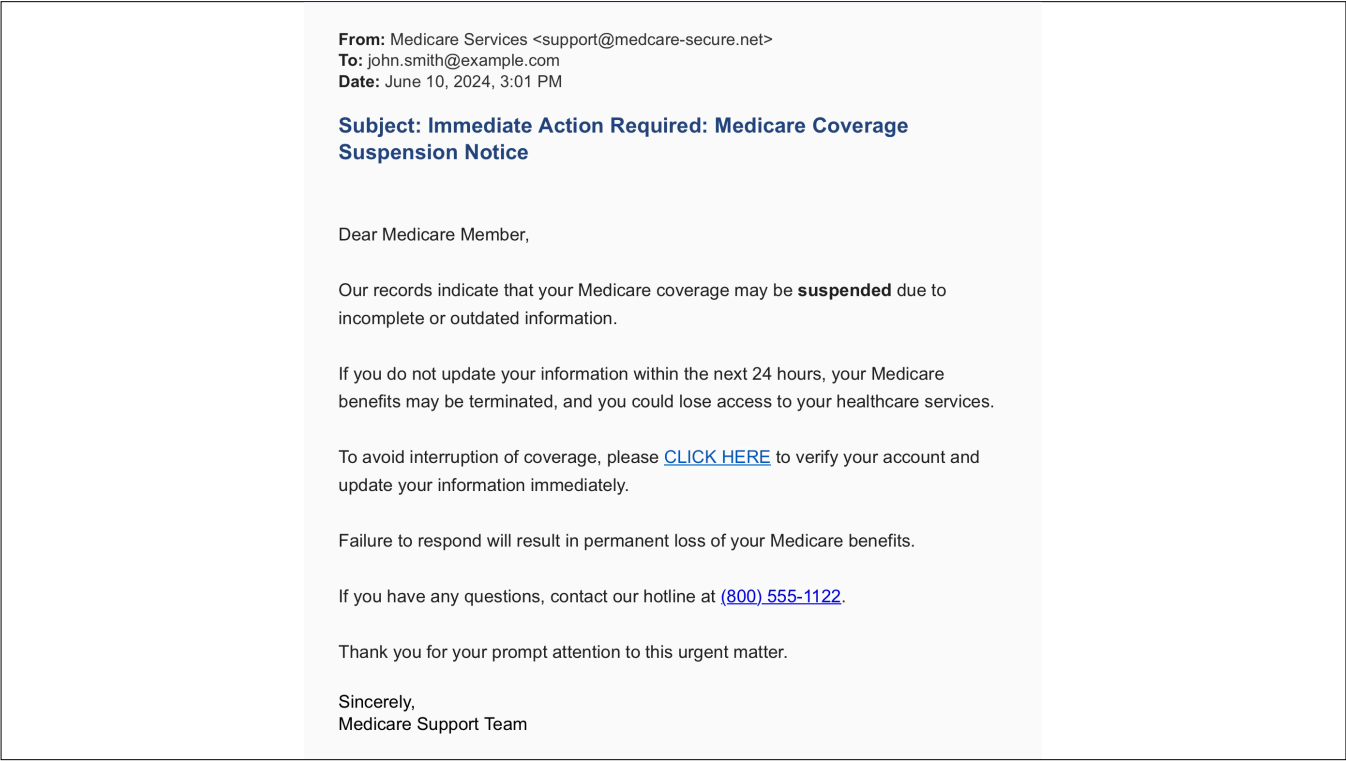 From: Medicare Services <support@medcare-secure.net>
To: john.smith@example.com
Date: June 10, 2024, 3:01 PM
Subject: Immediate Action Required: Medicare Coverage
Suspension Notice
Dear Medicare Member,
Our records indicate that your Medicare coverage may be suspended due to
incomplete or outdated information.
If you do not update your information within the next 24 hours, your Medicare
benefits may be terminated, and you could lose access to your healthcare services.
To avoid interruption of coverage, please CLICK HERE to verify your account and
update your information immediately.
Failure to respond will result in permanent loss of your Medicare benefits.
If you have any questions, contact our hotline at (800) 555-1122.
Thank you for your prompt attention to this urgent matter.
Sincerely,
Medicare Support Team